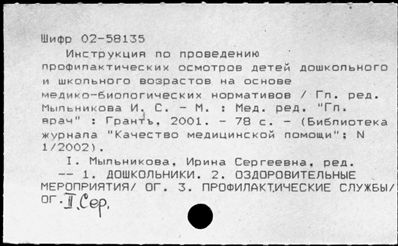 Шифр 02-58135
Инструкция по проведению
профилактических осмотров детей дошкольного
и школьного возрастов на основе
медико-биологических нормативов / Гл. ред.
Мыльникова И. С. - М. : Мед. ред. "Гл.
врач" : Грантъ, 2001. - 78 с. - (Библиотека
журнала "Качество медицинской помощи"; N
1/2002).
I. Мыльникова, Ирина Сергеевна, ред.
-- 1. ДОШКОЛЬНИКИ. 2. ОЗДОРОВИТЕЛЬНЫЕ
МЕРОПРИЯТИЯ/ ОГ. 3. ПРОФИЛАКТИЧЕСКИЕ СЛУЖБЫ/
ОГ. II. Сер.